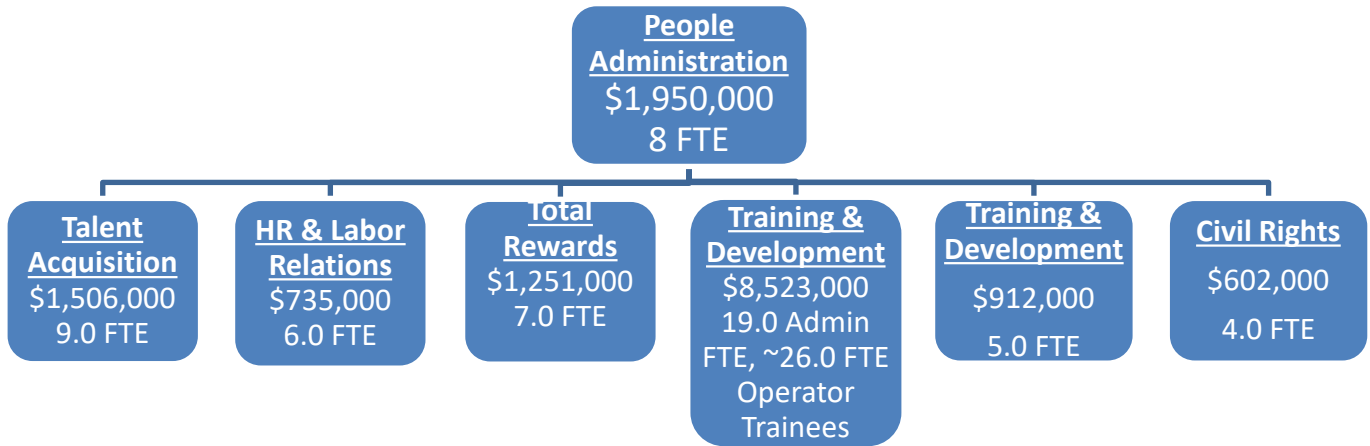 People
Administration
$1,950,000
8 FTE
Talent
Acquisition
$1,506,000
9.0 FTE
HR & Labor
Relations
$735,000
6.0 FTE
Total
Rewards
$1,251,000
7.0 FTE
Training &
Development
$8,523,000
19.0 Admin
FTE, ~26.0 FTE
Operator
Trainees
Training &
Development
$912,000
5.0 FTE
Civil Rights
$602,000
4.0 FTE